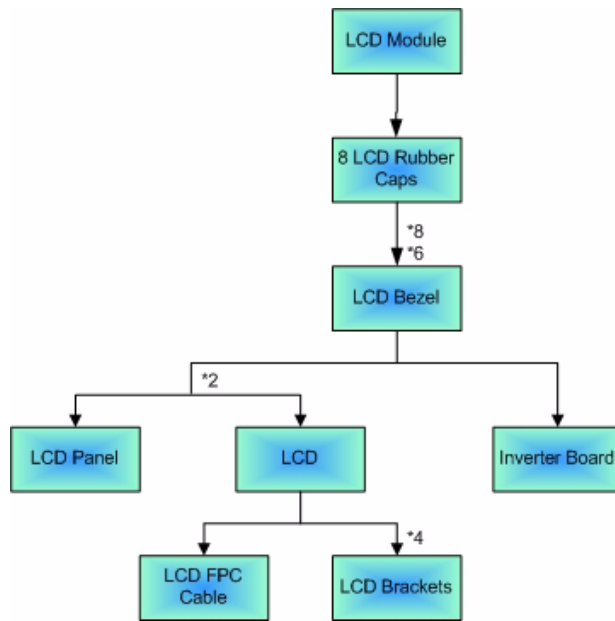 LCD Module
8 LCD Rubber
Caps
*8
*6
LCD Bezel
*2
LCD Panel
LCD
Inverter Board
*4
LCD FPC
Cable
LCD Brackets